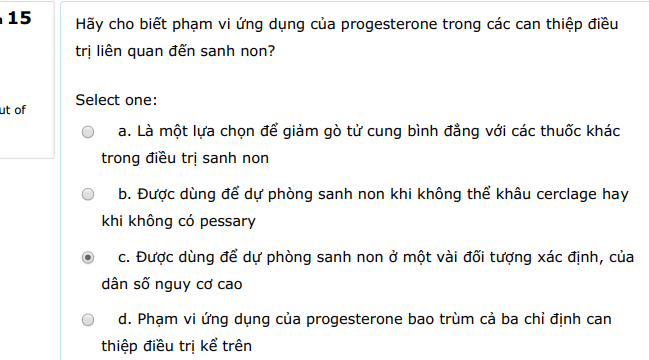 15
Hãy cho biết phạm vi ứng dụng của progesterone trong các can thiệp điều
trị liên quan đến sanh non?
ut of
Select one:
a. Là một lựa chọn để giảm gò tử cung bình đẳng với các thuốc khác
trong điều trị sanh non
b. Được dùng để dự phòng sanh non khi không thể khâu cerclage hay
khi không có pessary
c. Được dùng để dự phòng sanh non ở một vài đối tượng xác định, của
dân số nguy cơ cao
d. Phạm vi ứng dụng của progesterone bao trùm cả ba chỉ định can
thiệp điều trị kể trên